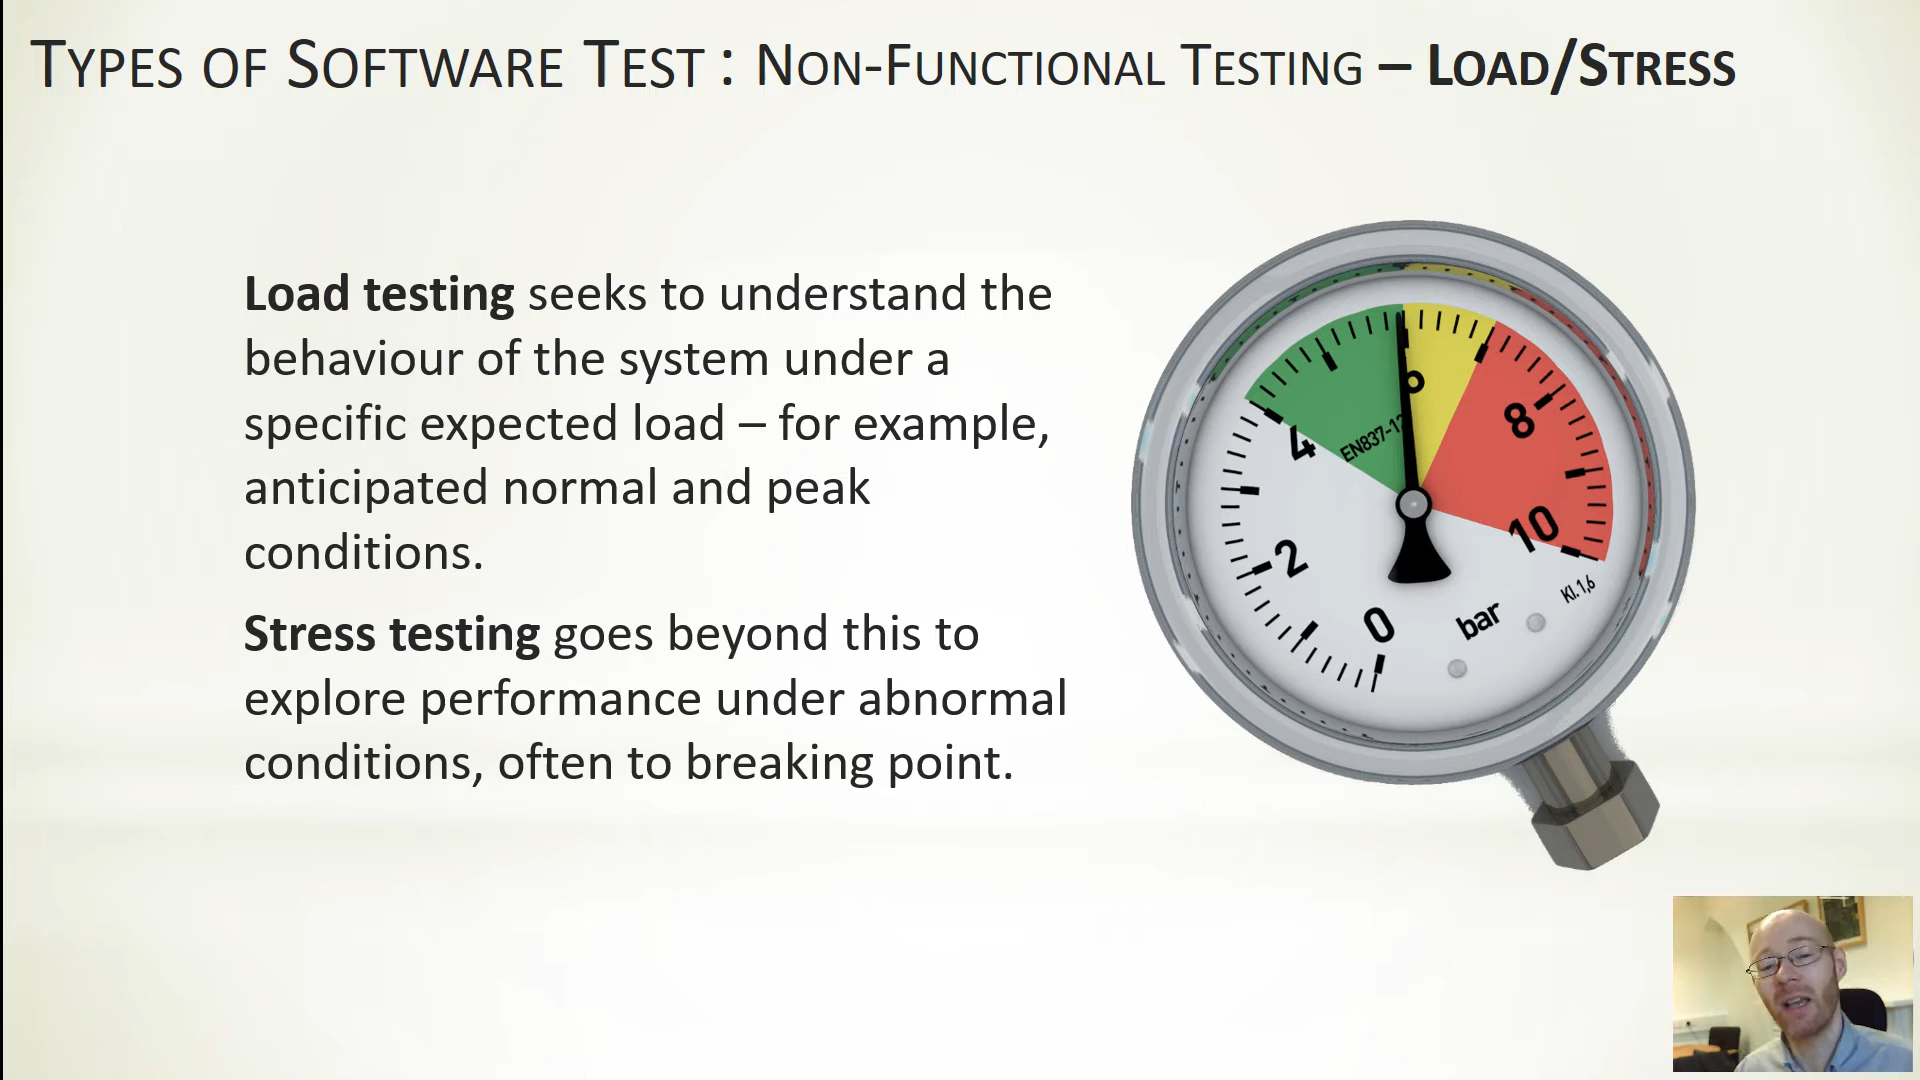 TYPES OF SOFTWARE TEST : NON-FUNCTIONAL TESTING – LOAD/STRESS
Load testing seeks to understand the
behaviour of the system under a
specific expected load – for example,
anticipated normal and peak
conditions.
Stress testing goes beyond this to
explore performance under abnormal
conditions, often to breaking point.
0
2
4
6
8
10
bar
Kl. 1,6